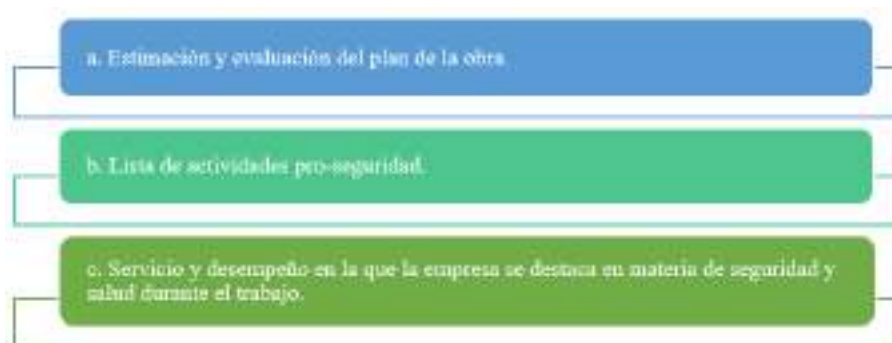 a. Estimación y evaluación del plan de la obra
b. Lista de actividades pro-seguridad.
c. Servicio y desempeño en la que la empresa se destaca en materia de seguridad y
salud durante el trabajo.